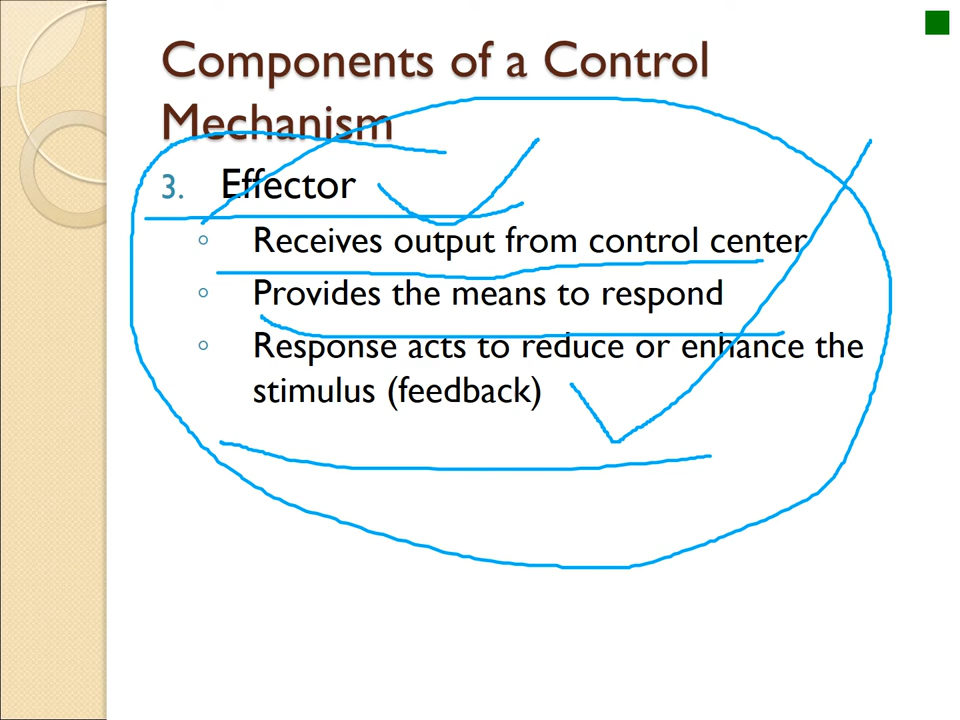 Components of a Control
Mechanism
3. Effector
◦ Receives output from control center
◦ Provides the means to respond
◦ Response acts to reduce or enhance the
stimulus (feedback)